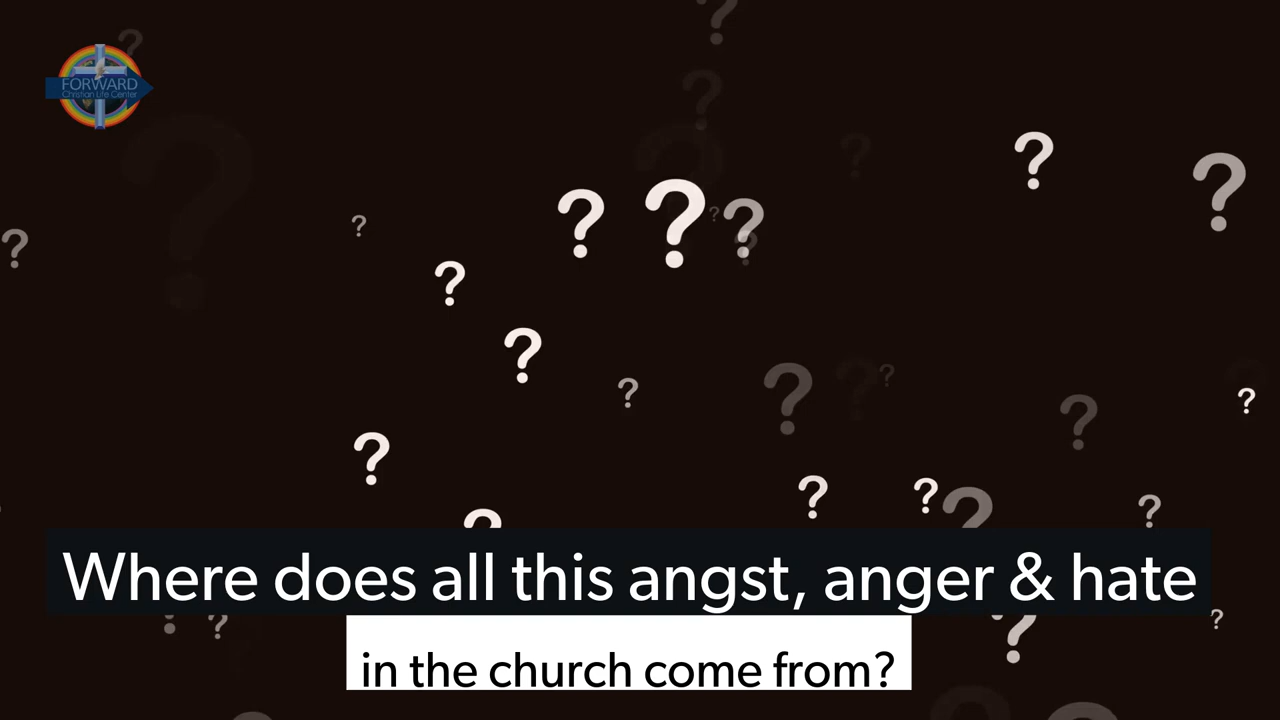 FORWARD
Christian Life Center
Where does all this angst, anger & hate
in the church come from?